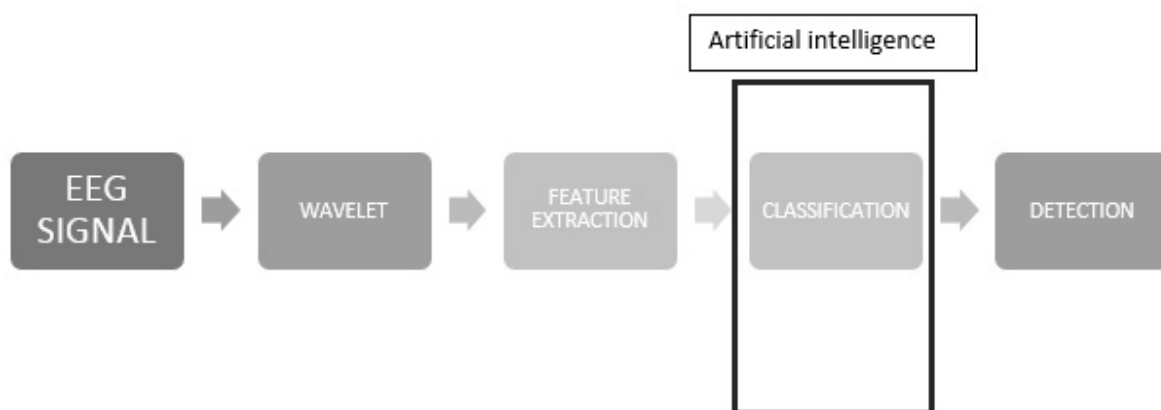 Artificial intelligence
EEG
SIGNAL
WAVELET
FEATURE
EXTRACTION
CLASSIFICATION
DETECTION